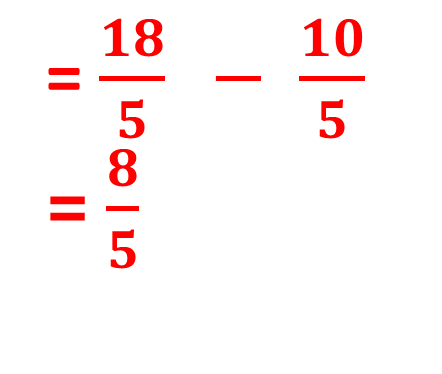 = 18/5 − 10/5
= 8/5